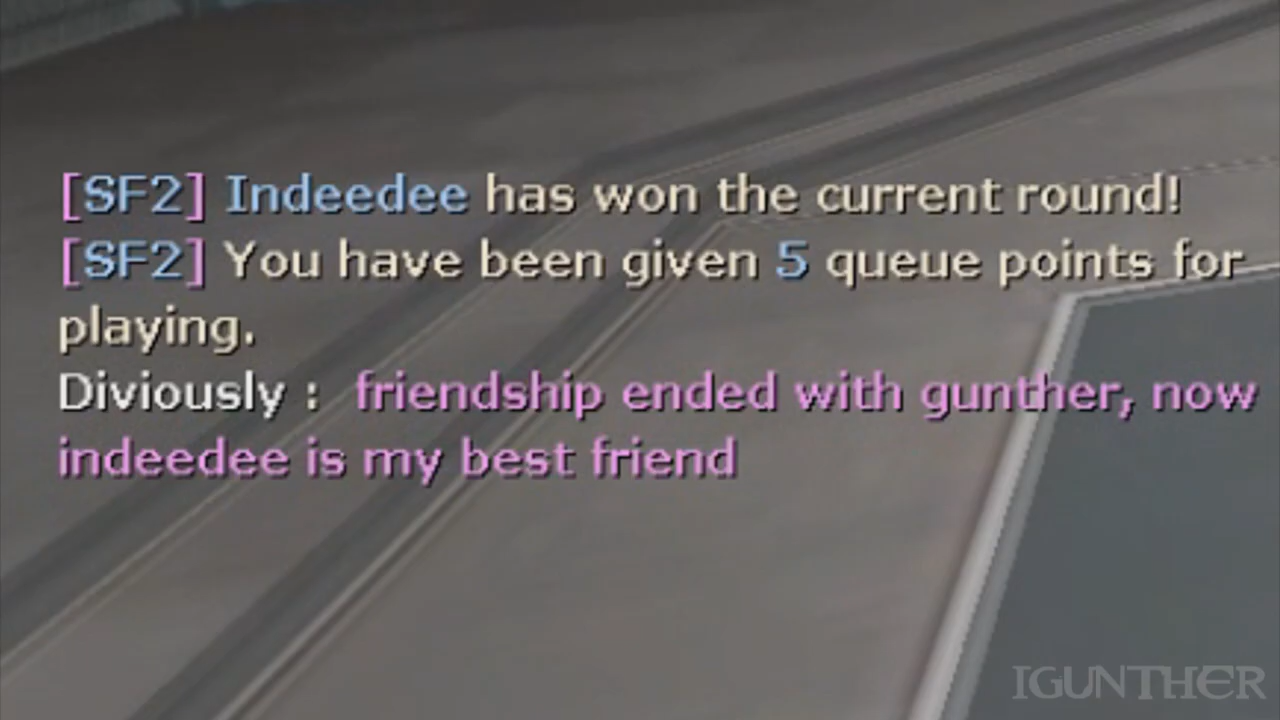 [SF2] Indeedee has won the current round!
[SF2] You have been given 5 queue points for
playing.
Diviously :  friendship ended with gunther, now
indeedee is my best friend
IGUNTHER